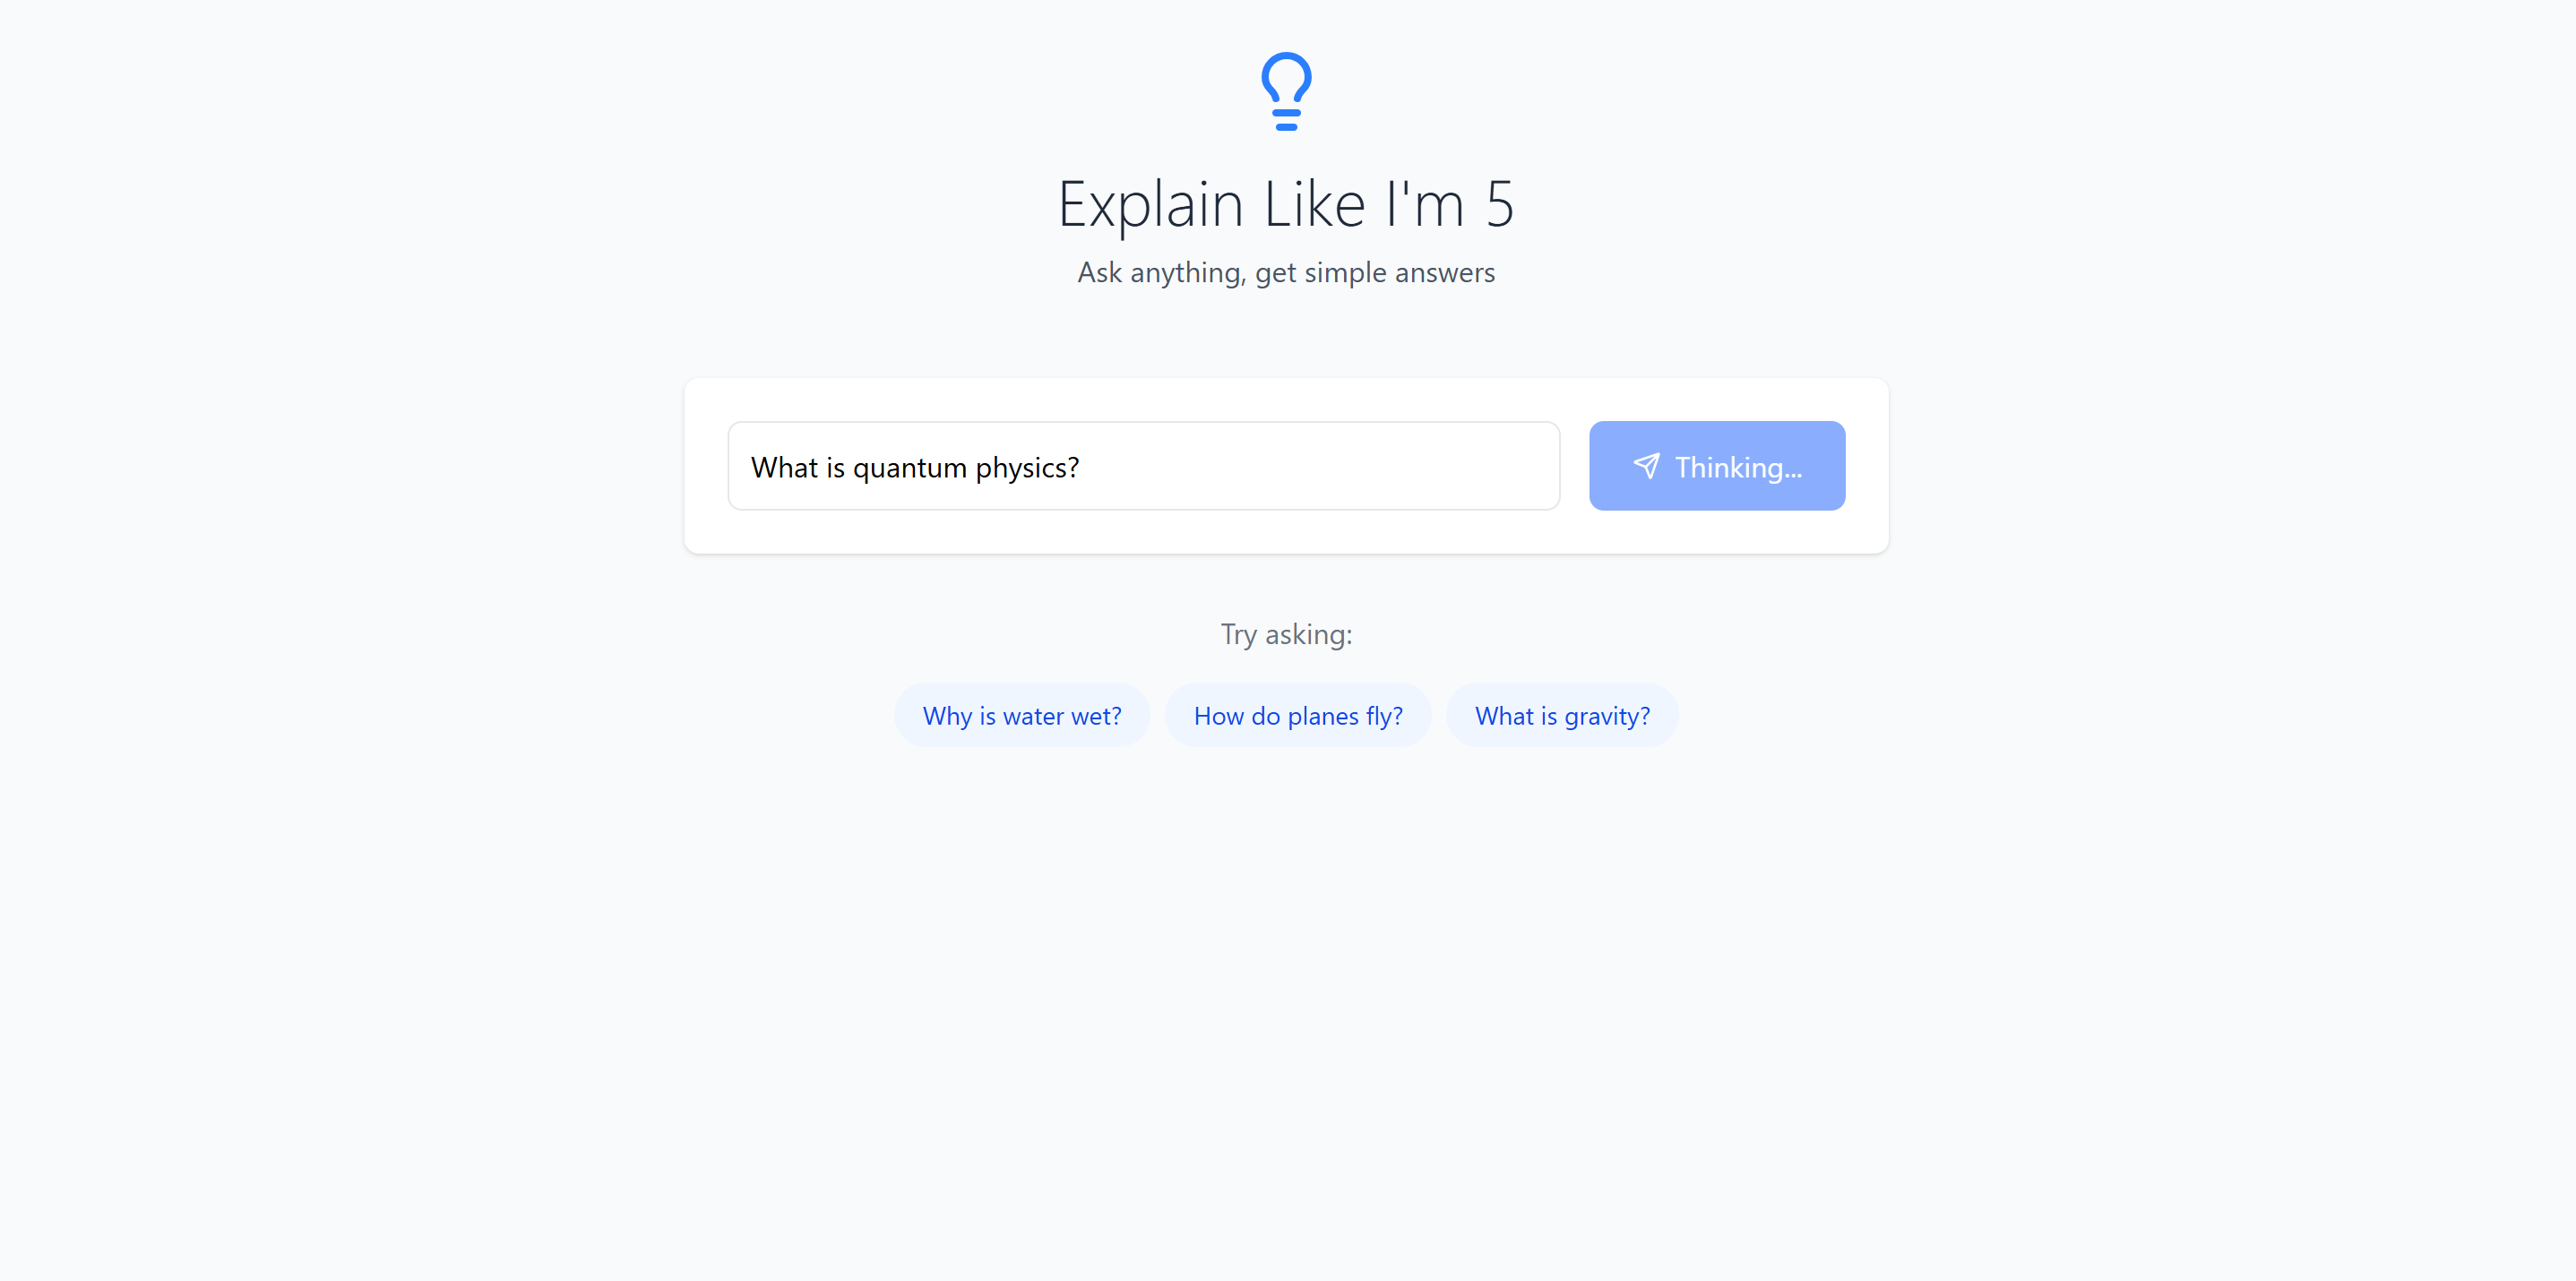 Explain Like I'm 5
Ask anything, get simple answers
What is quantum physics?
Thinking...
Try asking:
Why is water wet?
How do planes fly?
What is gravity?